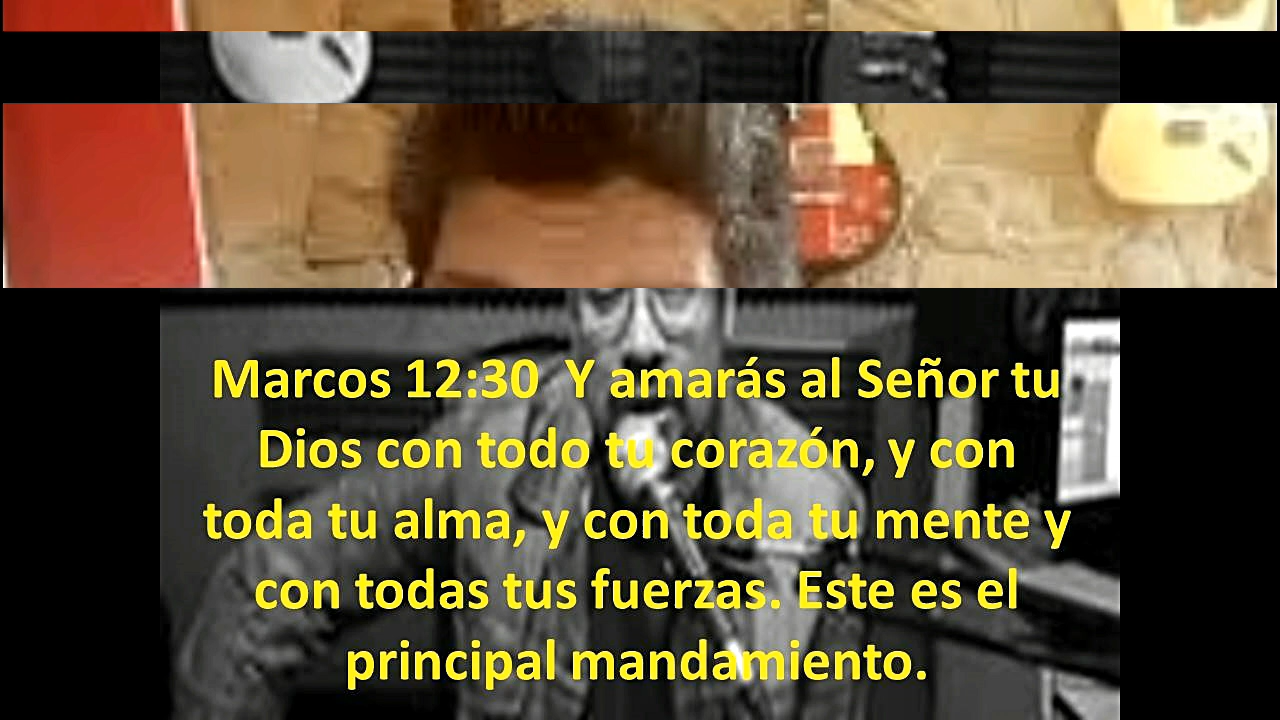 Marcos 12:30  Y amarás al Señor tu
Dios con todo tu corazón, y con
toda tu alma, y con toda tu mente y
con todas tus fuerzas. Este es el
principal mandamiento.